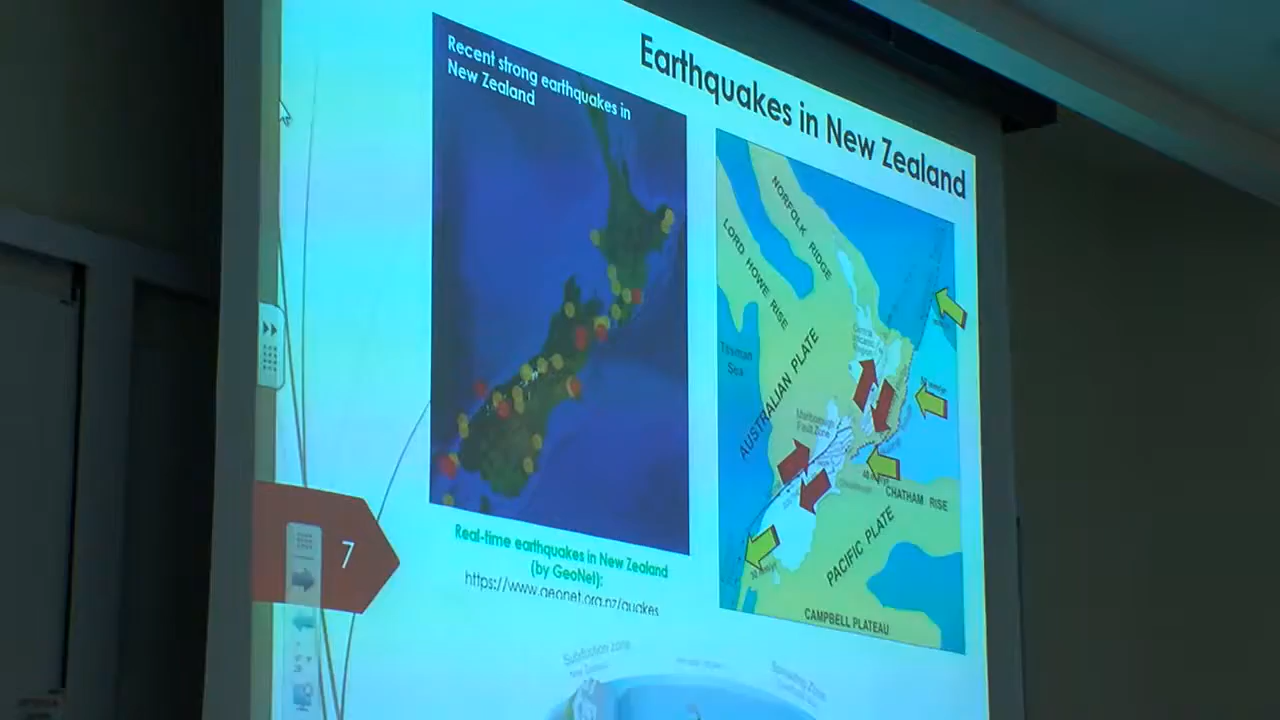 Earthquakes in New Zealand
Recent strong earthquakes in
New Zealand
NORFOLK RIDGE
LORD HOWE RISE
Tasman
Sea
AUSTRALIAN PLATE
Marlborough
Fault Zone
CHATHAM RISE
PACIFIC PLATE
CAMPBELL PLATEAU
Real-time earthquakes in New Zealand
(by GeoNet):
https://www.geonet.org.nz/quakes
7
Subduction Zone